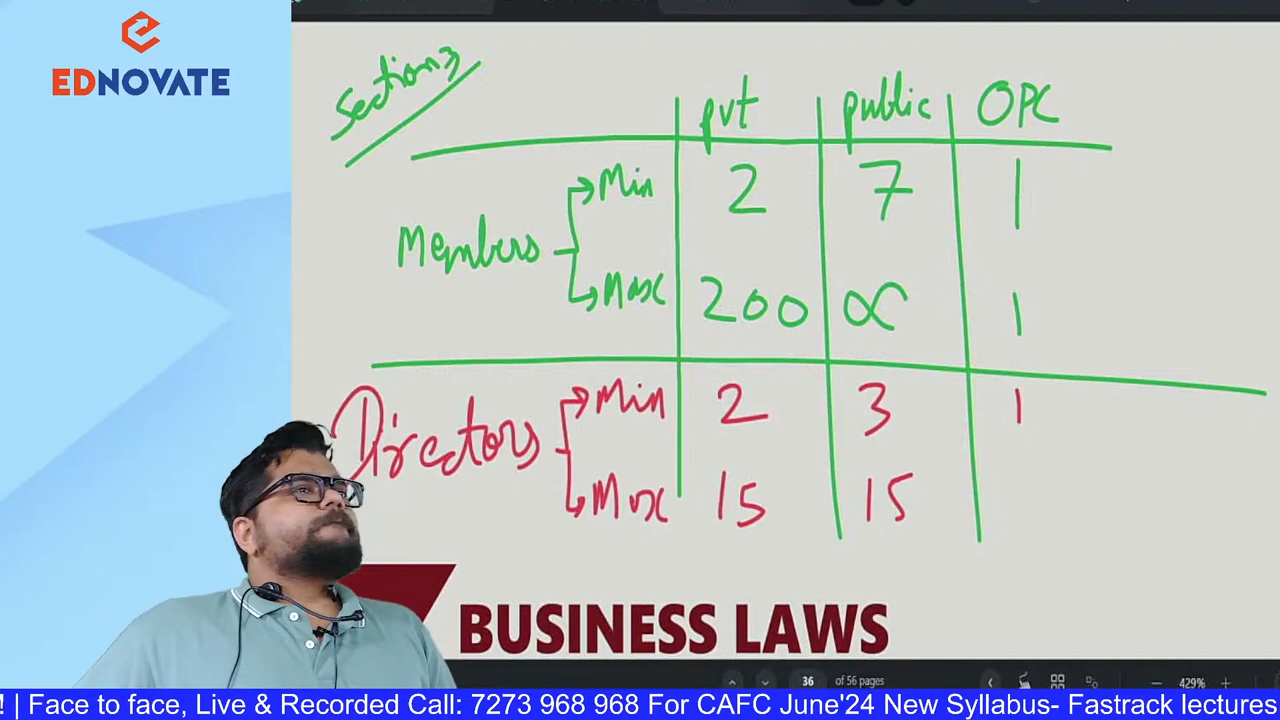 EDNOVATE
Section 3
pvt public OPC
Members Min 2 7 1
Max 200 ∞ 1
Directors Min 2 3 1
Max 15 15
BUSINESS LAWS
36 of 56 pages 429%
! | Face to face, Live & Recorded Call: 7273 968 968 For CAFC June'24 New Syllabus- Fastrack lectures